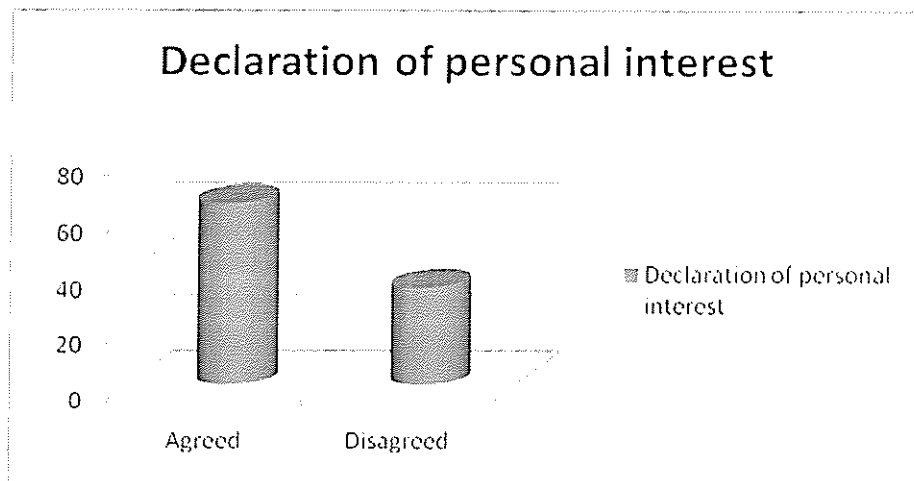 Declaration of personal interest
80
60
40
20
0
Agreed
Disagreed
Declaration of personal
interest